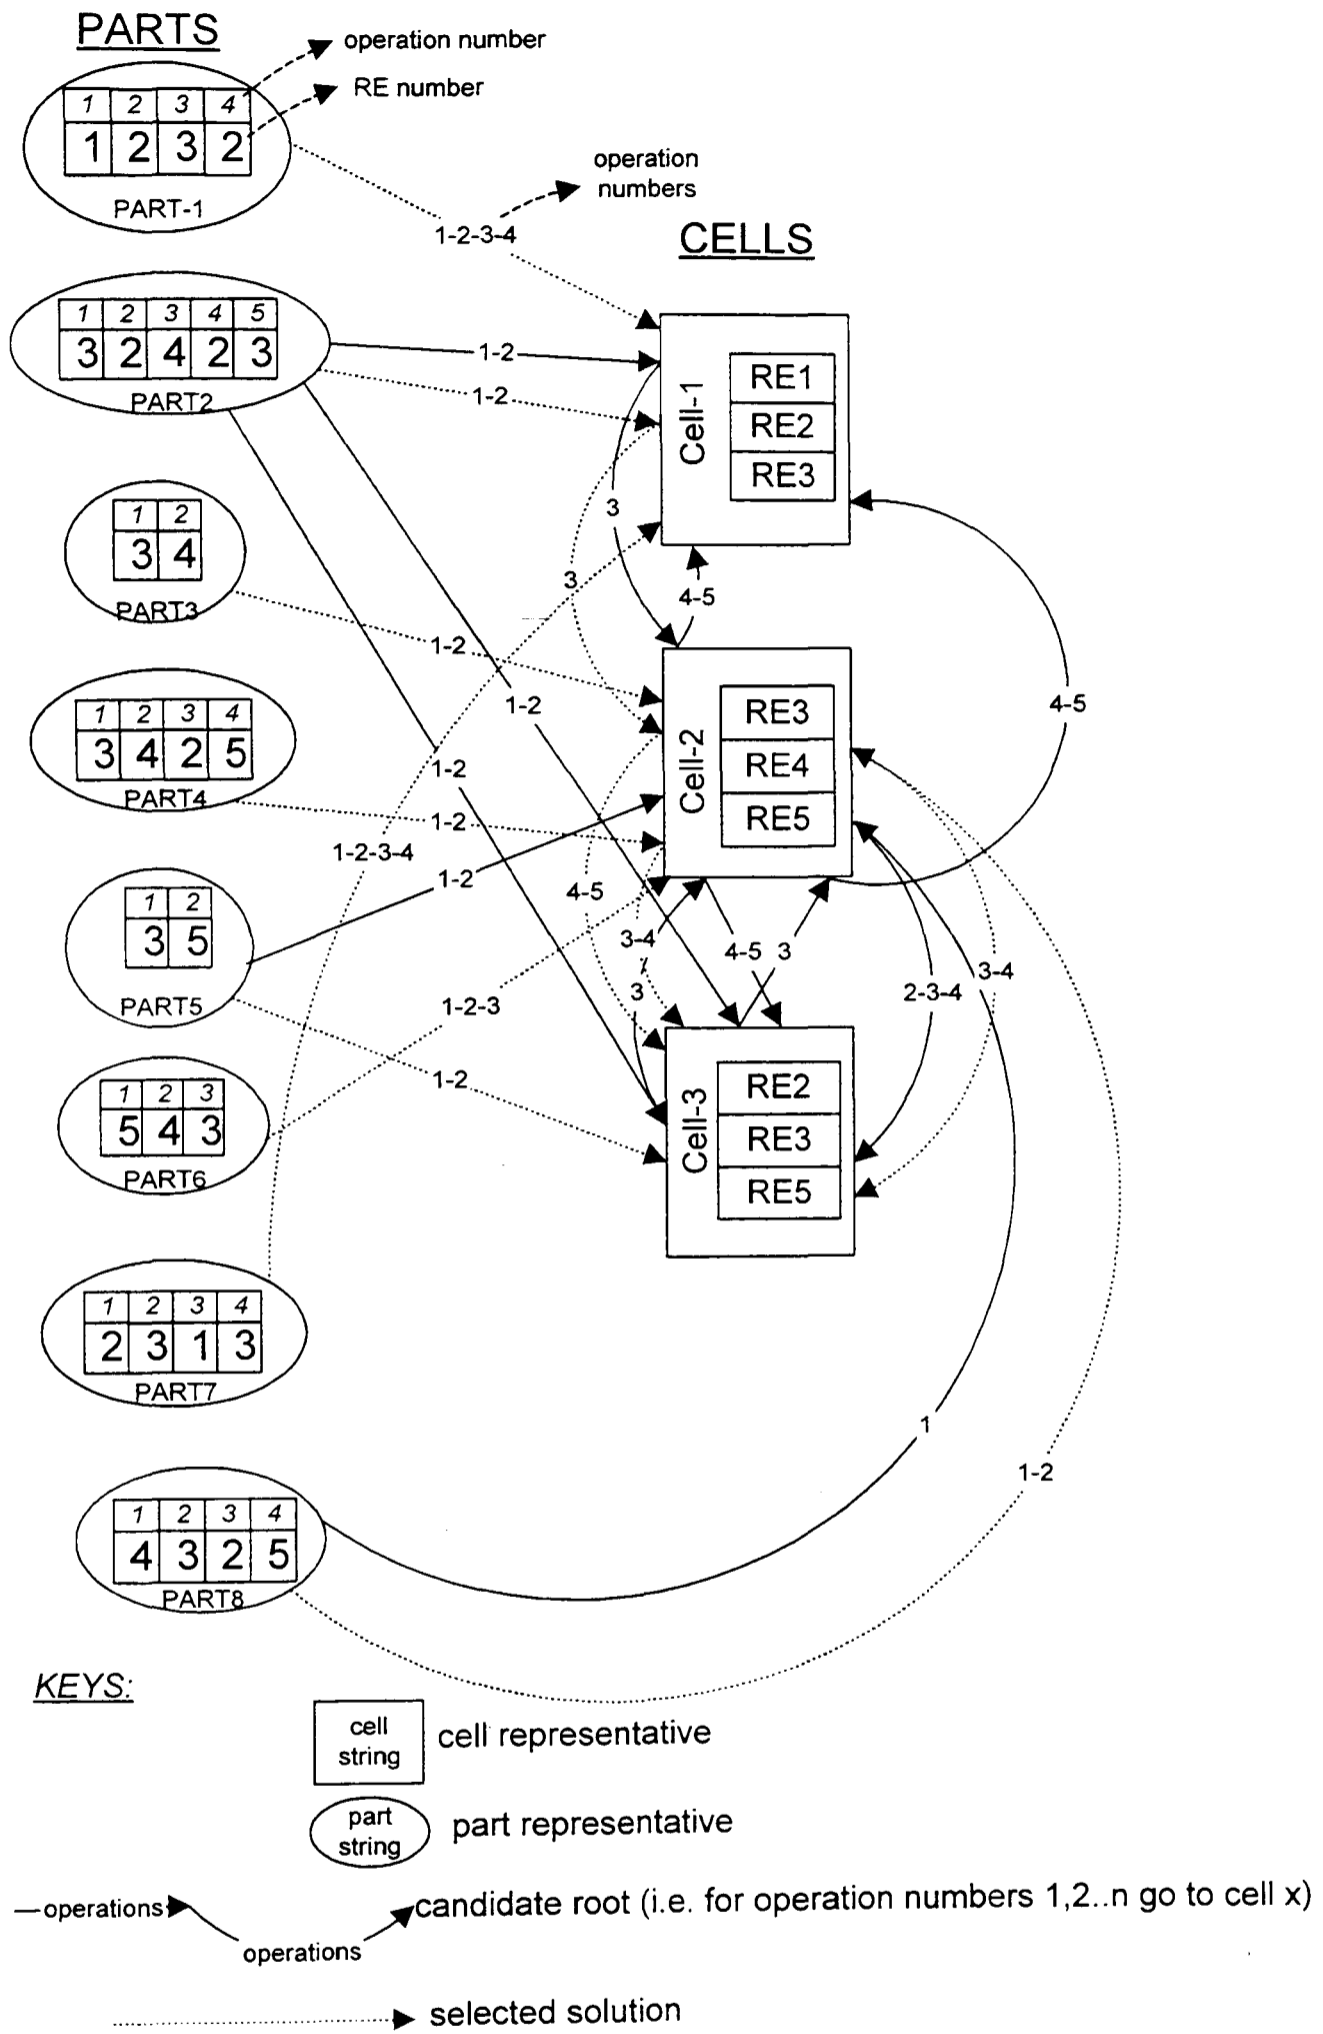 PARTS
operation number
RE number
1 2 3 4
1 2 3 2
PART-1
operation
numbers
1-2-3-4
CELLS
1 2 3 4 5
3 2 4 2 3
PART2
1-2
1-2
Cell-1
RE1
RE2
RE3
3
1 2
3 4
PART3
3
4-5
1-2
1-2
4-5
1 2 3 4
3 4 2 5
PART4
Cell-2
RE3
RE4
RE5
1-2
1-2
1-2-3-4
1-2
4-5
1 2
3 5
PART5
3-4
4-5
3
3-4
2-3-4
3
1-2-3
1-2
1 2 3
5 4 3
PART6
Cell-3
RE2
RE3
RE5
1 2 3 4
2 3 1 3
PART7
1
1-2
1 2 3 4
4 3 2 5
PART8
KEYS:
cell
string
cell representative
part
string
part representative
operations
operations
candidate root (i.e. for operation numbers 1,2..n go to cell x)
selected solution